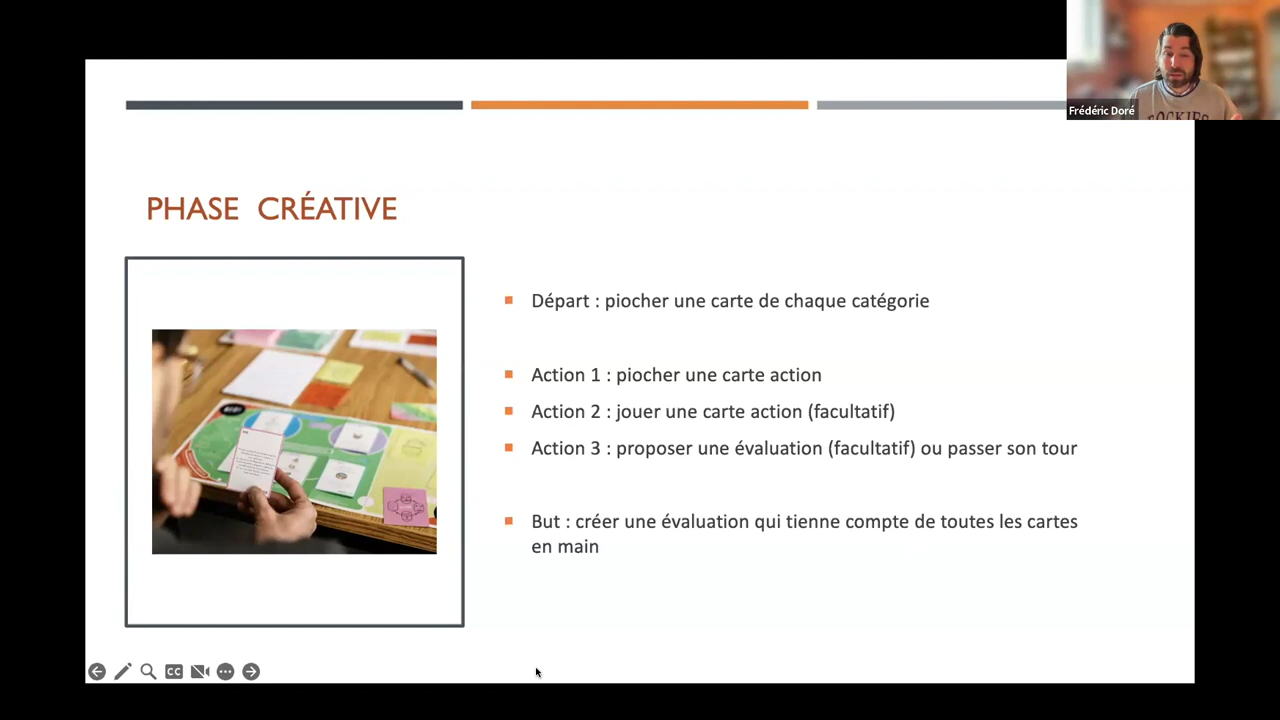 Frédéric Doré
PHASE CRÉATIVE
Départ : piocher une carte de chaque catégorie
Action 1 : piocher une carte action
Action 2 : jouer une carte action (facultatif)
Action 3 : proposer une évaluation (facultatif) ou passer son tour
But : créer une évaluation qui tienne compte de toutes les cartes
en main
CC